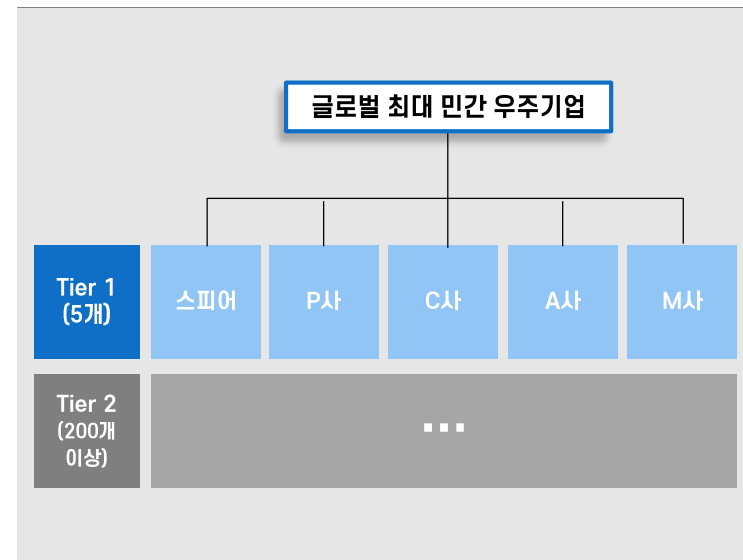 글로벌 최대 민간 우주기업
Tier 1
(5개)
스피어
P사
C사
A사
M사
Tier 2
(200개
이상)
...